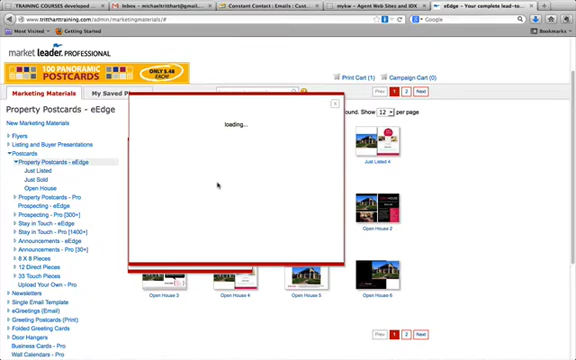 TRAINING COURSES developed ...
Inbox - michaeltritthart@gmail....
Constant Contact : Emails : Cust...
mykw - Agent Web Sites and IDX
eEdge - Your complete lead-to...
www.tritthartraining.com/admin/marketingmaterials/#
Google
Most Visited
Getting Started
Bookmarks
market leader. PROFESSIONAL
100 PANORAMIC POSTCARDS ONLY $.48 EACH
Print Cart (1)
Campaign Cart (0)
Marketing Materials
My Saved
Prev 1 2 Next
Property Postcards - eEdge
ound. Show 12 per page
New Marketing Materials
loading...
Flyers
Listing and Buyer Presentations
Postcards
Property Postcards - eEdge
Just Listed
Just Sold
Open House
Property Postcards - Pro
Prospecting - eEdge
Prospecting - Pro [300+]
Stay in Touch - eEdge
Stay in Touch - Pro [1400+]
Announcements - eEdge
Announcements - Pro [30+]
6 X 8 Pieces
12 Direct Pieces
33 Touch Pieces
Upload Your Own - Pro
Newsletters
Single Email Template
eGreetings (Email)
Greeting Postcards (Print)
Folded Greeting Cards
Door Hangers
Business Cards - Pro
Wall Calendars - Pro
Just Listed 4
Open House 2
Open House 3
Open House 4
Open House 5
Open House 6
Prev 1 2 Next